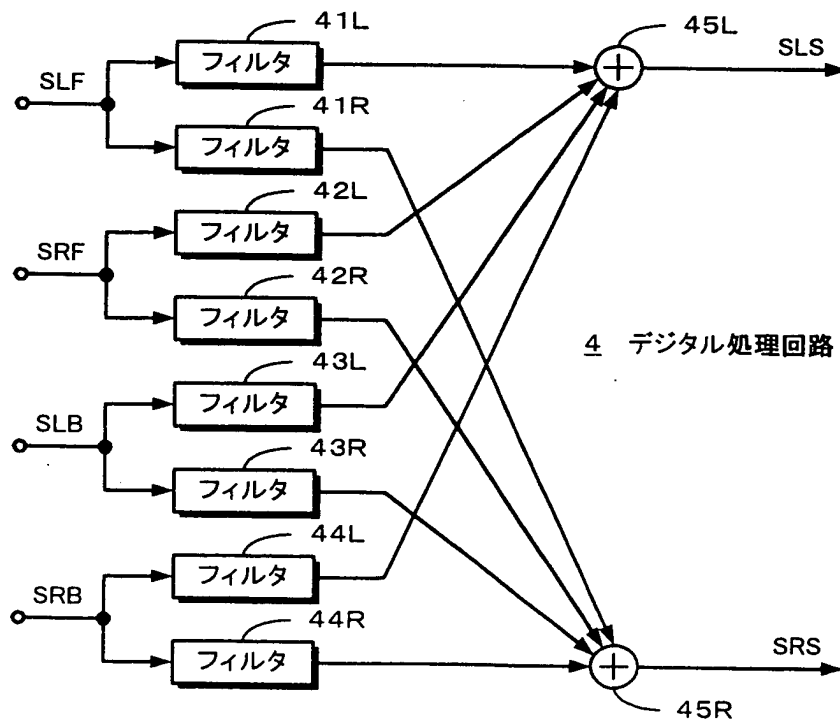 41L
45L
SLS
フィルタ
SLF
41R
フィルタ
42L
フィルタ
SRF
42R
フィルタ
4 デジタル処理回路
43L
フィルタ
SLB
43R
フィルタ
44L
フィルタ
SRB
44R
フィルタ
SRS
45R